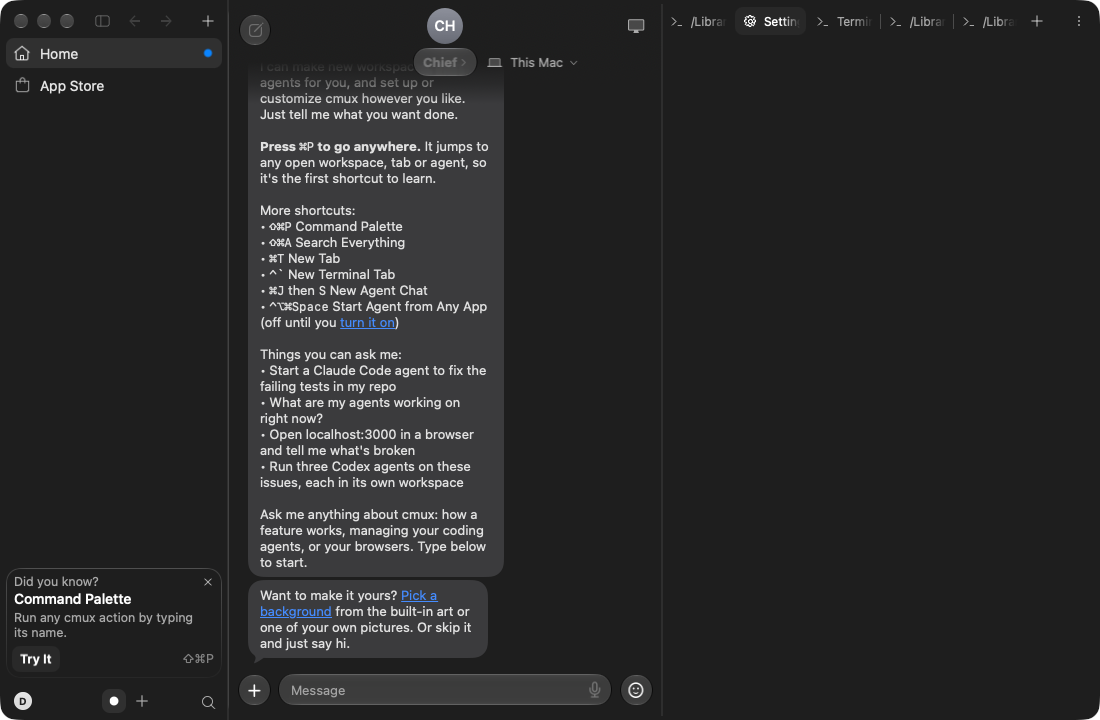 Home
App Store
Did you know?
Command Palette
Run any cmux action by typing
its name.
Try It
⇧⌘P
D
CH
Chief ›
This Mac
I can make new workspac
agents for you, and set up or
customize cmux however you like.
Just tell me what you want done.
Press ⌘P to go anywhere. It jumps to
any open workspace, tab or agent, so
it's the first shortcut to learn.
More shortcuts:
• ⇧⌘P Command Palette
• ⇧⌘A Search Everything
• ⌘T New Tab
• ^` New Terminal Tab
• ⌘J then S New Agent Chat
• ^⌥⌘Space Start Agent from Any App
(off until you turn it on)
Things you can ask me:
• Start a Claude Code agent to fix the
failing tests in my repo
• What are my agents working on
right now?
• Open localhost:3000 in a browser
and tell me what's broken
• Run three Codex agents on these
issues, each in its own workspace
Ask me anything about cmux: how a
feature works, managing your coding
agents, or your browsers. Type below
to start.
Want to make it yours? Pick a
background from the built-in art or
one of your own pictures. Or skip it
and just say hi.
Message
/Librar
Settin
Termin
/Librar
/Libra